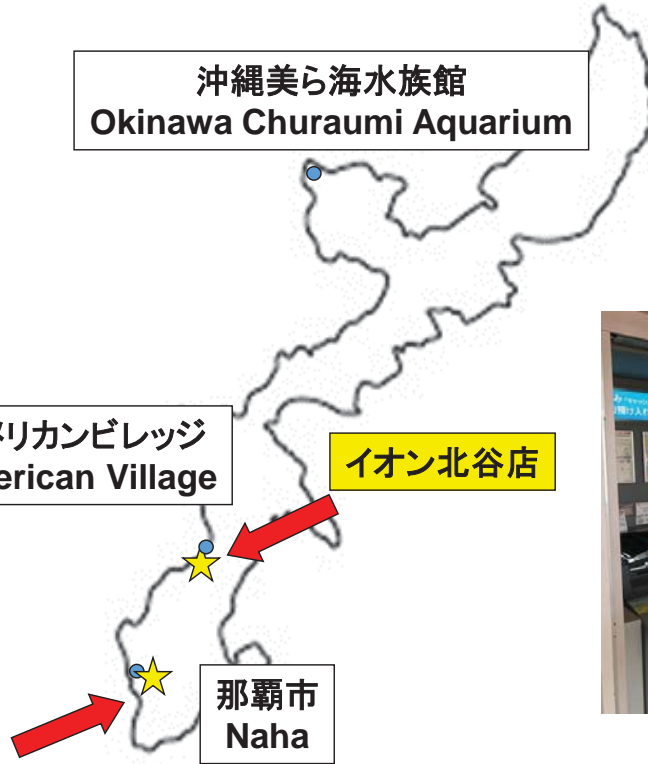 沖縄美ら海水族館
Okinawa Churaumi Aquarium
メリカンビレッジ
erican Village
イオン北谷店
那覇市
Naha